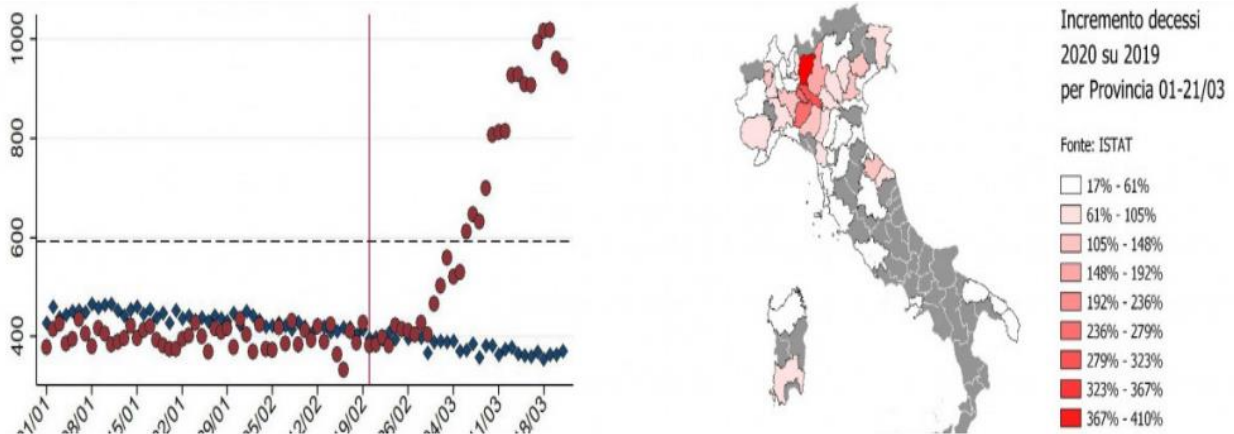 1000
800
600
400
01/01
08/01
15/01
22/01
29/01
05/02
12/02
19/02
26/02
04/03
11/03
18/03
Incremento decessi
2020 su 2019
per Provincia 01-21/03
Fonte: ISTAT
17% - 61%
61% - 105%
105% - 148%
148% - 192%
192% - 236%
236% - 279%
279% - 323%
323% - 367%
367% - 410%